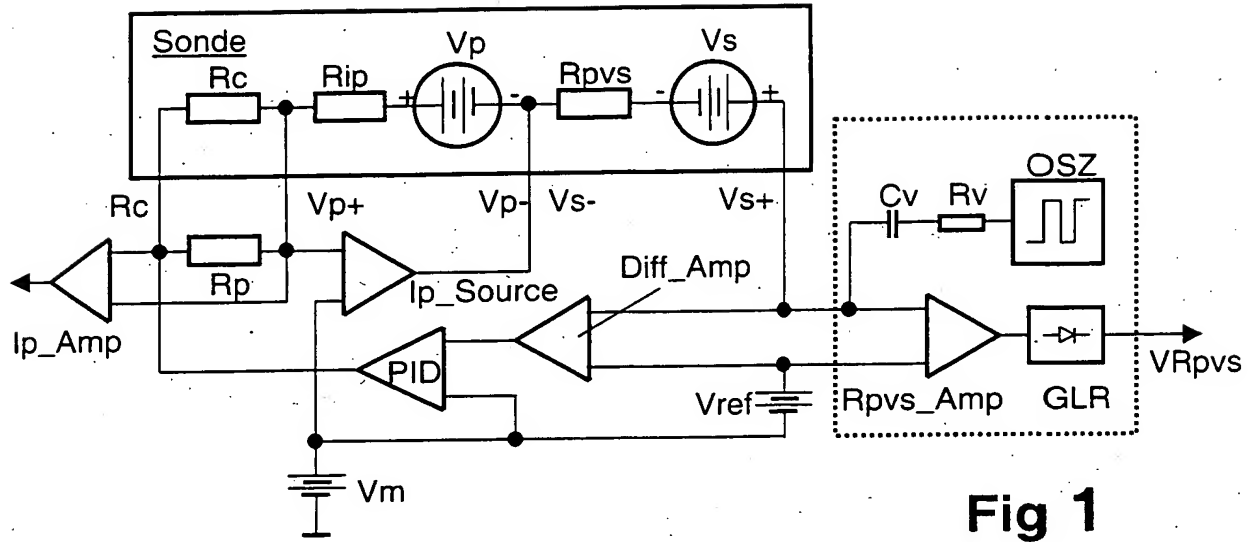 Sonde
Vp
Vs
Rc
Rip
Rpvs
+
-
-
+
OSZ
Cv
Rv
Rc
Vp+
Vp-
Vs-
Vs+
Diff_Amp
Rp
Ip_Source
Ip_Amp
PID
Vref
Rpvs_Amp
GLR
VRpvs
Vm
Fig 1